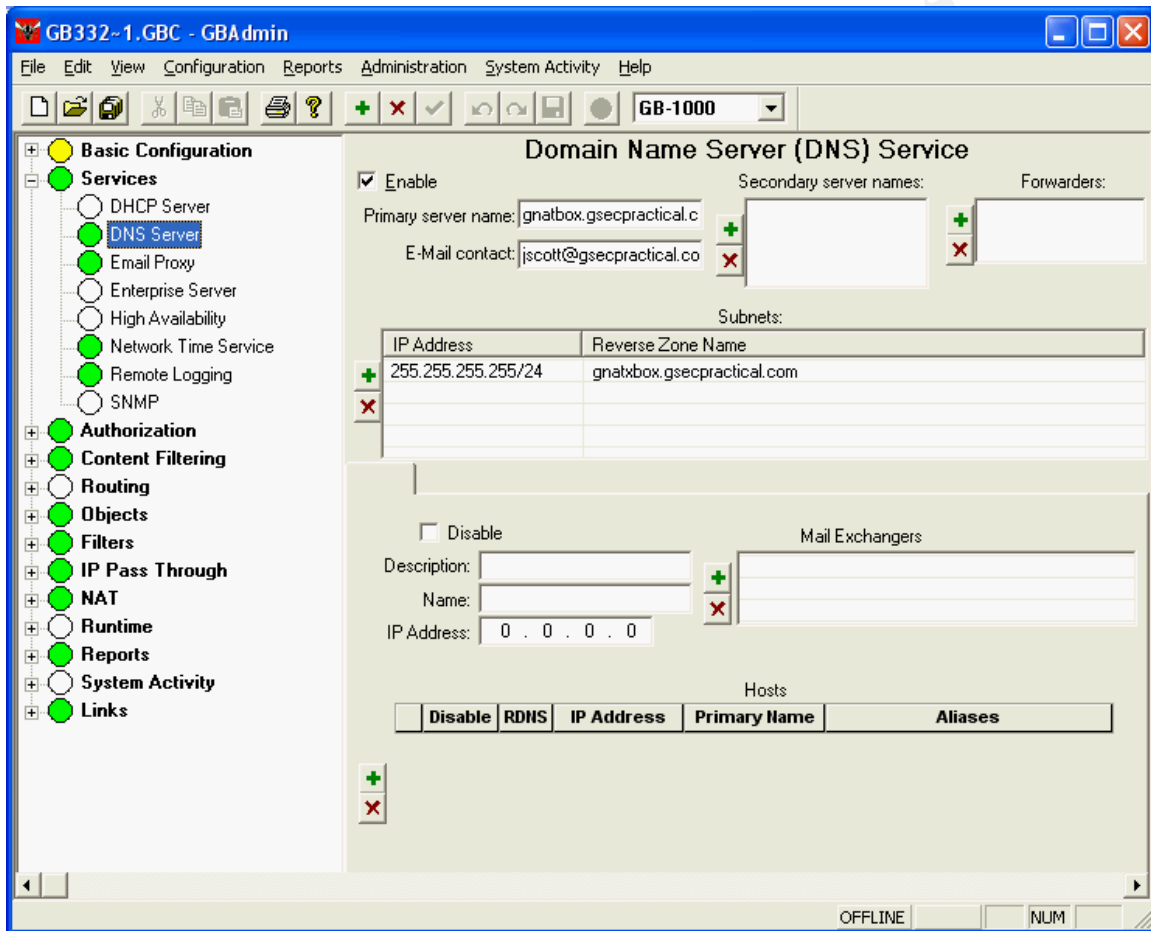 GB332~1.GBC - GBAdmin
File Edit View Configuration Reports Administration System Activity Help
GB-1000
Basic Configuration
Services
DHCP Server
DNS Server
Email Proxy
Enterprise Server
High Availability
Network Time Service
Remote Logging
SNMP
Authorization
Content Filtering
Routing
Objects
Filters
IP Pass Through
NAT
Runtime
Reports
System Activity
Links
Domain Name Server (DNS) Service
Enable
Secondary server names:
Forwarders:
Primary server name: gnatbox.gsecpractical.c
E-Mail contact: jscott@gsecpractical.co
Subnets:
IP Address Reverse Zone Name
255.255.255.255/24 gnatxbox.gsecpractical.com
Disable
Mail Exchangers
Description:
Name:
IP Address: 0 . 0 . 0 . 0
Hosts
Disable RDNS IP Address Primary Name Aliases
OFFLINE NUM